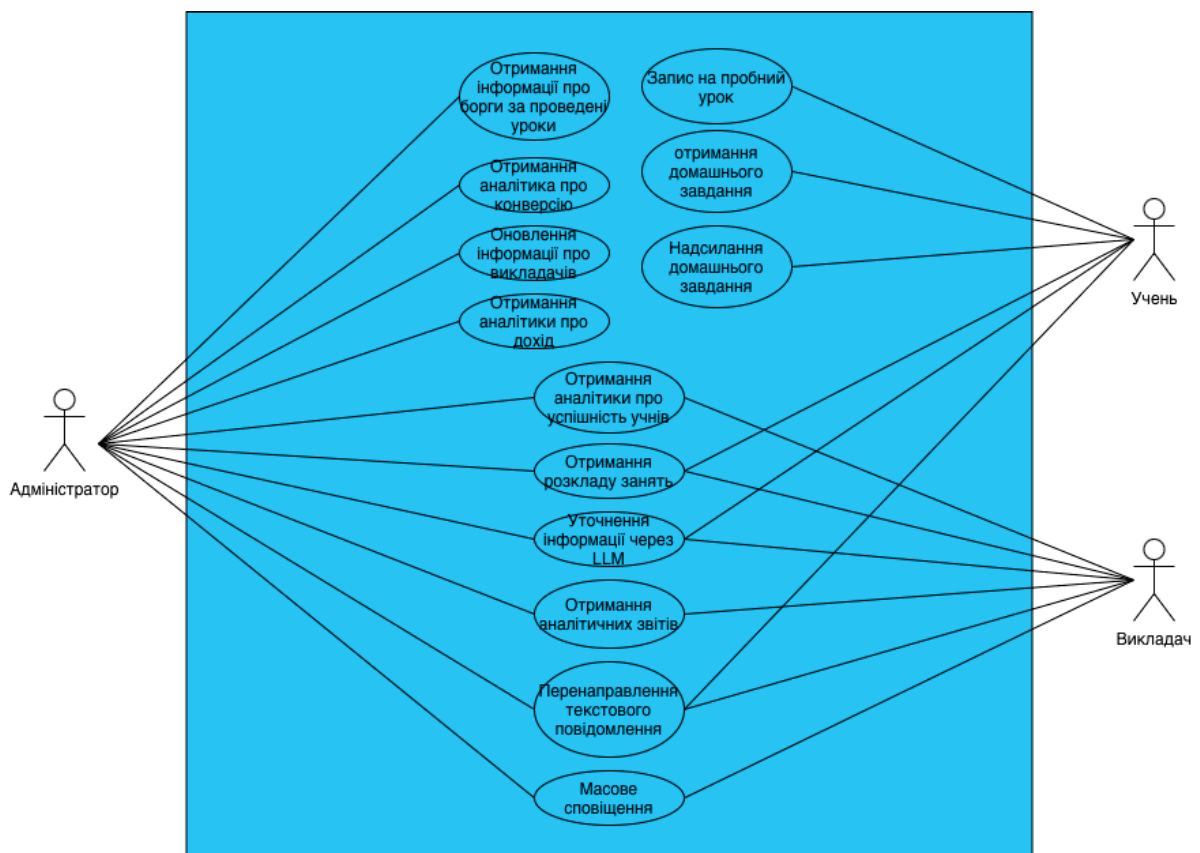 Отримання
інформації про
борги за проведені
уроки
Запис на пробний
урок
Отримання
аналітика про
конверсію
отримання
домашнього
завдання
Оновлення
інформації про
викладачів
Надсилання
домашнього
завдання
Отримання
аналітики про
дохід
Учень
Отримання
аналітики про
успішність учнів
Адміністратор
Отримання
розкладу занять
Уточнення
інформації через
LLM
Отримання
аналітичних звітів
Викладач
Перенаправлення
текстового
повідомлення
Масове
сповіщення